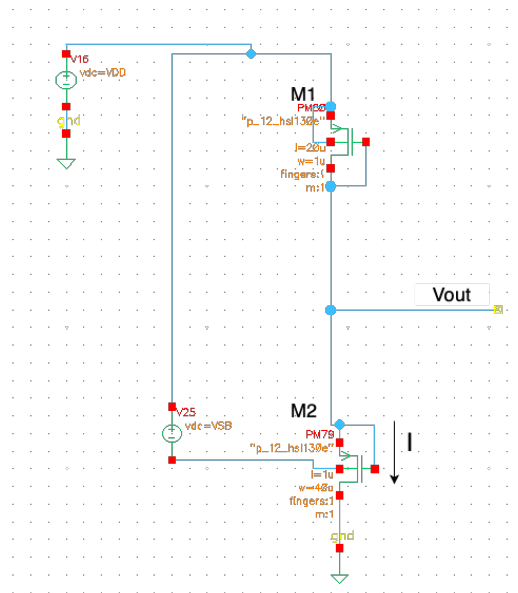 V16
vdc=VDD
gnd
M1
PM60
"p_12_hsl130e"
l=20u
w=1u
fingers:1
m:1
Vout
V25
vdc=VSB
M2
PM79
"p_12_hsl130e"
l=1u
w=40u
fingers:1
m:1
I
gnd